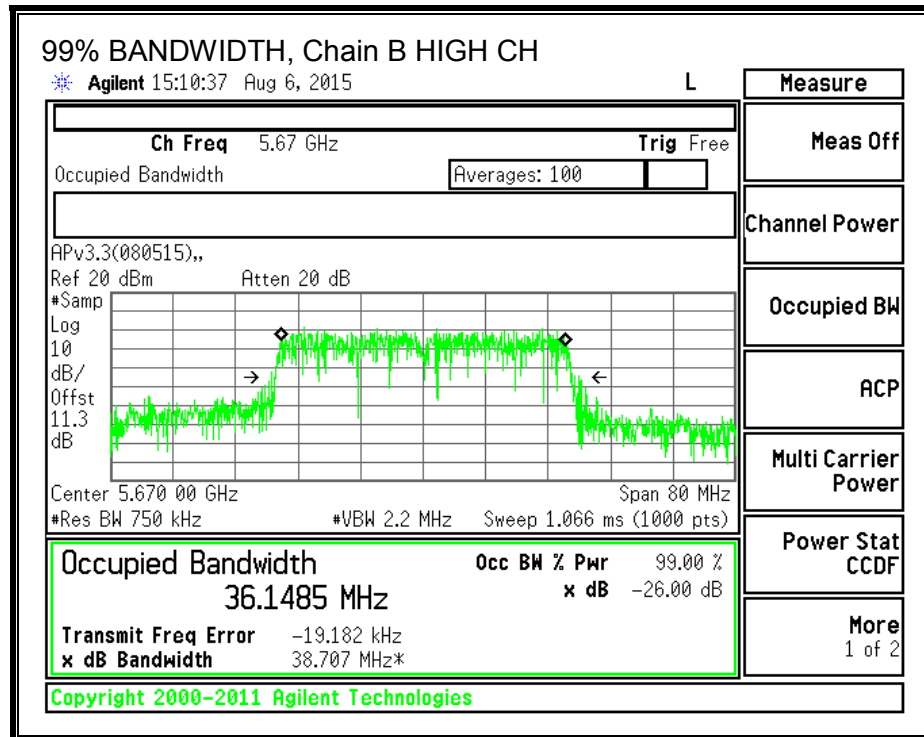 99% BANDWIDTH, Chain B HIGH CH
Agilent 15:10:37 Aug 6, 2015 L
Measure
Ch Freq 5.67 GHz Trig Free
Occupied Bandwidth Averages: 100
APv3.3(080515),,
Ref 20 dBm Atten 20 dB
#Samp
Log
10
dB/
Offst
11.3
dB
Center 5.670 00 GHz Span 80 MHz
#Res BW 750 kHz #VBW 2.2 MHz Sweep 1.066 ms (1000 pts)
Occupied Bandwidth Occ BW % Pwr 99.00 %
36.1485 MHz x dB -26.00 dB
Transmit Freq Error -19.182 kHz
x dB Bandwidth 38.707 MHz*
Meas Off
Channel Power
Occupied BW
ACP
Multi Carrier
Power
Power Stat
CCDF
More
1 of 2
Copyright 2000-2011 Agilent Technologies